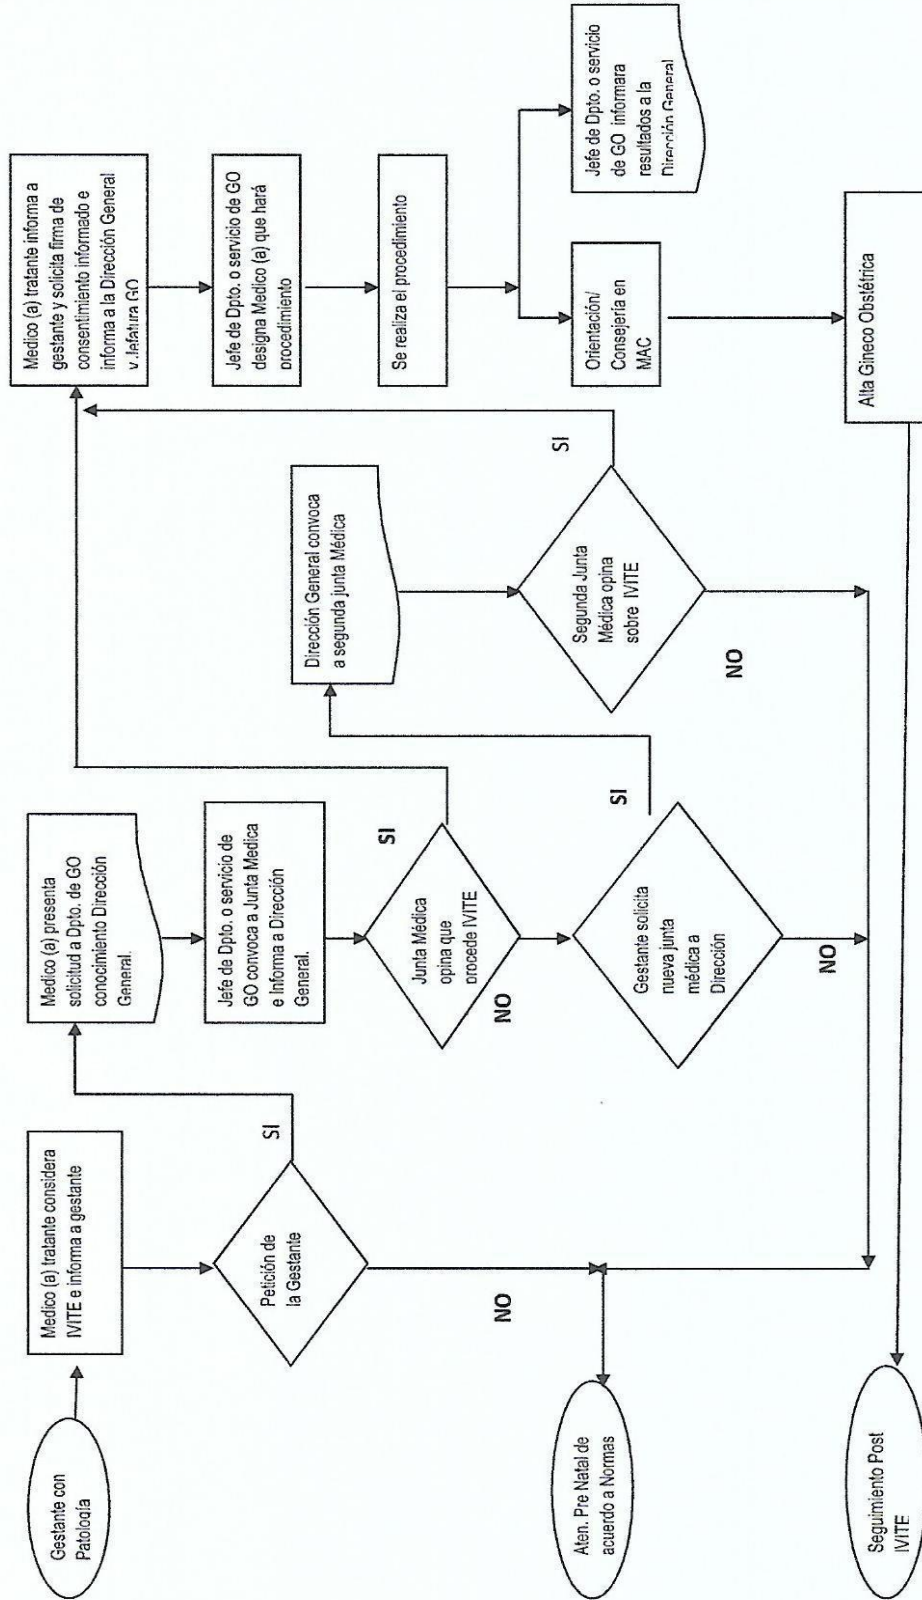 Gestante con
Patología
Medico (a) tratante considera
IVITE e informa a gestante
Petición de
la Gestante
SI
NO
Medico (a) presenta
solicitud a Dpto. de GO
conocimiento Dirección
General.
Jefe de Dpto. o servicio de
GO convoca a Junta Medica
e Informa a Dirección
General.
Junta Médica
opina que
procede IVITE
SI
NO
Gestante solicita
nueva junta
médica a
Dirección
SI
NO
Dirección General convoca
a segunda junta Médica
Segunda Junta
Médica opina
sobre IVITE
SI
NO
Medico (a) tratante informa a
gestante y solicita firma de
consentimiento informado e
informa a la Dirección General
y Jefatura GO
Jefe de Dpto. o servicio de GO
designa Medico (a) que hará
procedimiento
Se realiza el procedimiento
Orientación/
Consejería en
MAC
Jefe de Dpto. o servicio
de GO informara
resultados a la
Dirección General
Alta Gineco Obstétrica
Aten. Pre Natal de
acuerdo a Normas
Seguimiento Post
IVITE